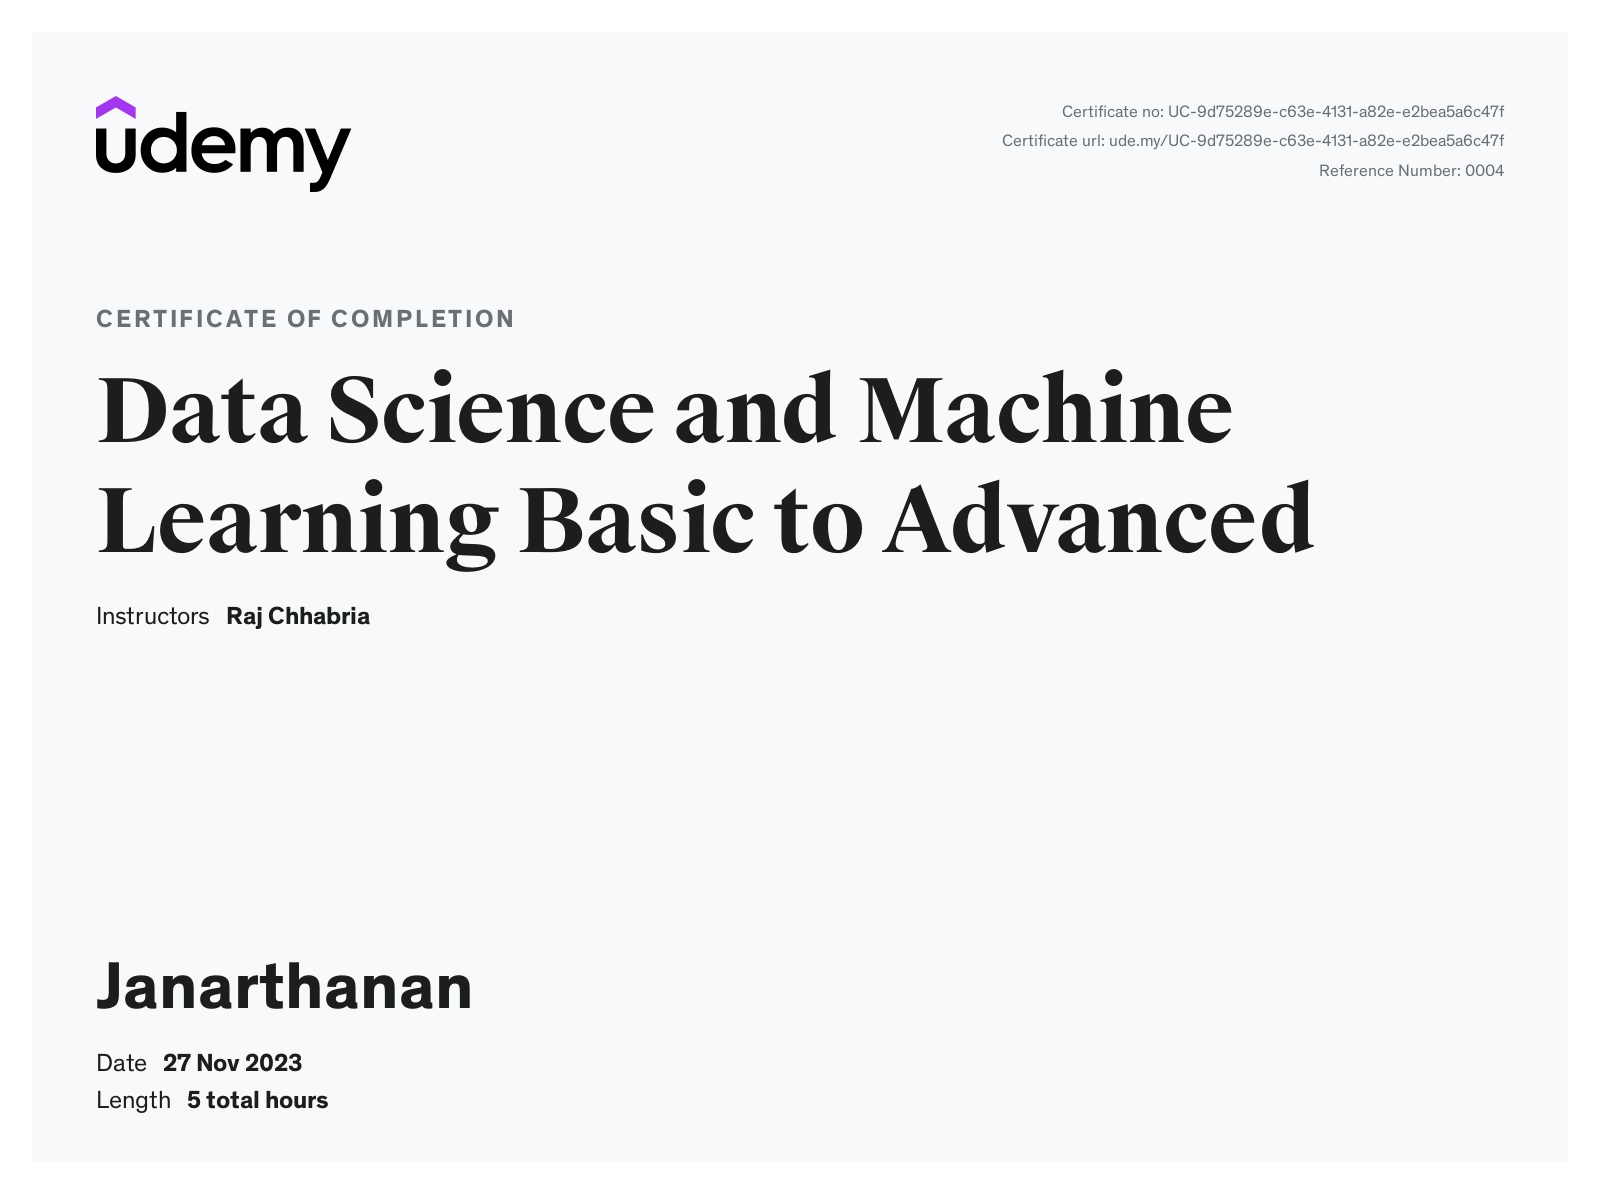 udemy
Certificate no: UC-9d75289e-c63e-4131-a82e-e2bea5a6c47f
Certificate url: ude.my/UC-9d75289e-c63e-4131-a82e-e2bea5a6c47f
Reference Number: 0004
CERTIFICATE OF COMPLETION
Data Science and Machine
Learning Basic to Advanced
Instructors Raj Chhabria
Janarthanan
Date 27 Nov 2023
Length 5 total hours